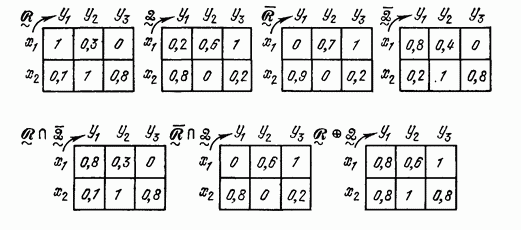 R y₁ y₂ y₃ Q y₁ y₂ y₃ R̅ y₁ y₂ y₃ Q̅ y₁ y₂ y₃
x₁ 1 0,3 0 x₁ 0,2 0,6 1 x₁ 0 0,7 1 x₁ 0,8 0,4 0
x₂ 0,1 1 0,8 x₂ 0,8 0 0,2 x₂ 0,9 0 0,2 x₂ 0,2 1 0,8
R ∩ Q̅ y₁ y₂ y₃ R̅ ∩ Q y₁ y₂ y₃ R ⊕ Q y₁ y₂ y₃
x₁ 0,8 0,3 0 x₁ 0 0,6 1 x₁ 0,8 0,6 1
x₂ 0,1 1 0,8 x₂ 0,8 0 0,2 x₂ 0,8 1 0,8